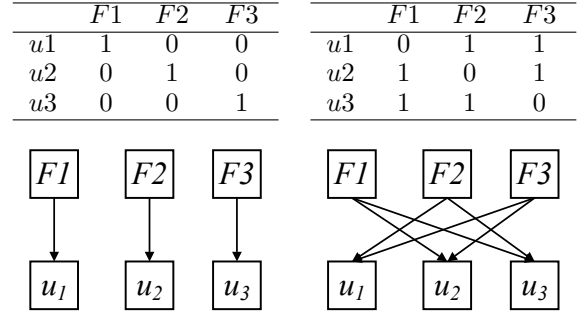 F1 F2 F3
u1 1 0 0
u2 0 1 0
u3 0 0 1
F1 F2 F3
u1 0 1 1
u2 1 0 1
u3 1 1 0
F1 F2 F3
u1 u2 u3
F1 F2 F3
u1 u2 u3